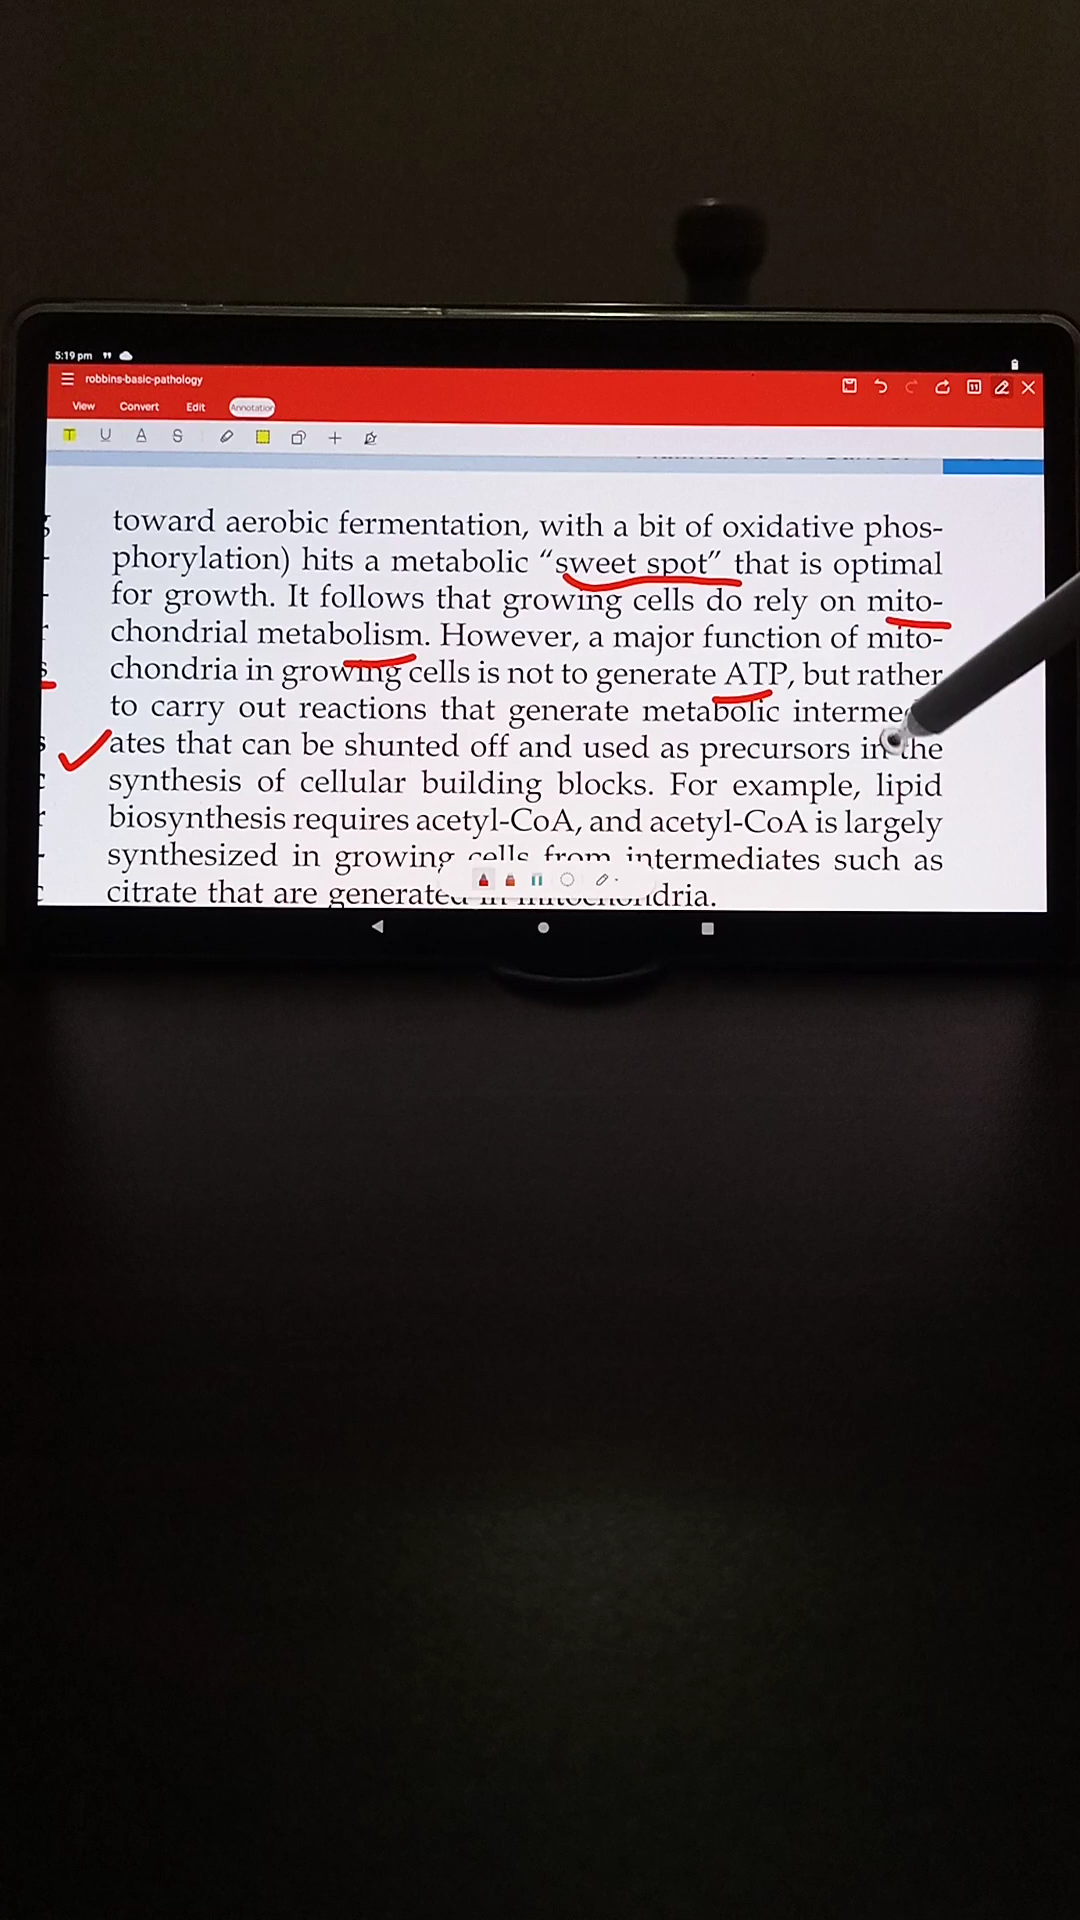 5:19 pm
robbins-basic-pathology
View Convert Edit Annotation
toward aerobic fermentation, with a bit of oxidative phos-
phorylation) hits a metabolic “sweet spot” that is optimal
for growth. It follows that growing cells do rely on mito-
chondrial metabolism. However, a major function of mito-
chondria in growing cells is not to generate ATP, but rather
to carry out reactions that generate metabolic interme
ates that can be shunted off and used as precursors in the
synthesis of cellular building blocks. For example, lipid
biosynthesis requires acetyl-CoA, and acetyl-CoA is largely
synthesized in growing cells from intermediates such as
citrate that are generated in mitochondria.